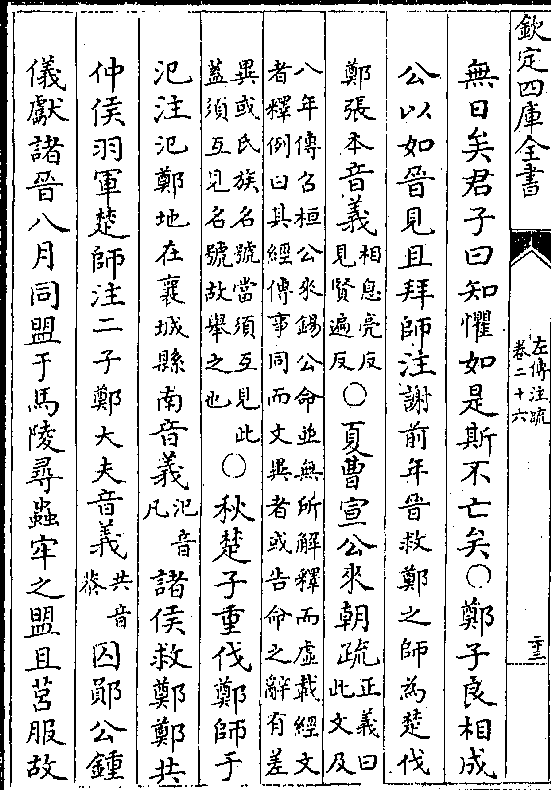 欽定四庫全書
左傳注疏
卷二十六
二十三
無日矣君子曰知懼如是斯不亡矣○鄭子良相成
公以如晉見且拜師注謝前年晉救鄭之師為楚伐
鄭張本音義相息亮反見賢遍反○夏曹宣公來朝疏正義曰此文及
八年傳召桓公來錫公命並無所解釋而虛載經文
者釋例曰其經傳事同而文異者或告命之辭有差
異或氏族名號當須互見此
蓋須互見名號故舉之也○秋楚子重伐鄭師于
氾注氾鄭地在襄城縣南音義氾音凡諸侯救鄭鄭共
仲侯羽軍楚師注二子鄭大夫音義共音恭囚鄖公鍾
儀獻諸晉八月同盟于馬陵尋蟲牢之盟且莒服故